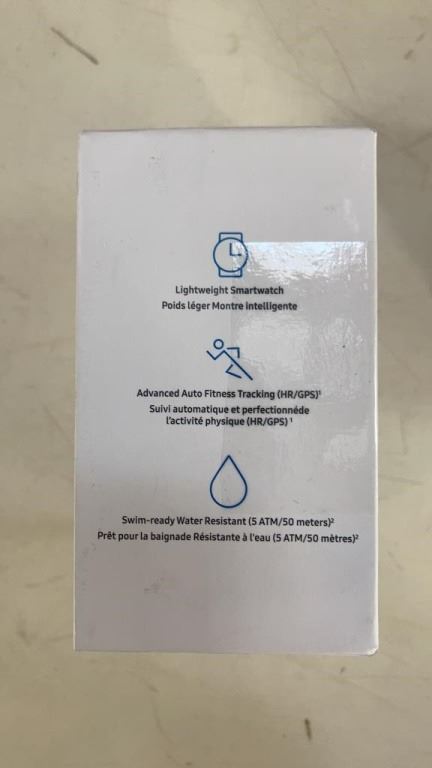 Lightweight Smartwatch
Poids léger Montre intelligente
Advanced Auto Fitness Tracking (HR/GPS)¹
Suivi automatique et perfectionnéde
l'activité physique (HR/GPS) ¹
Swim-ready Water Resistant (5 ATM/50 meters)²
Prêt pour la baignade Résistante à l'eau (5 ATM/50 mètres)²